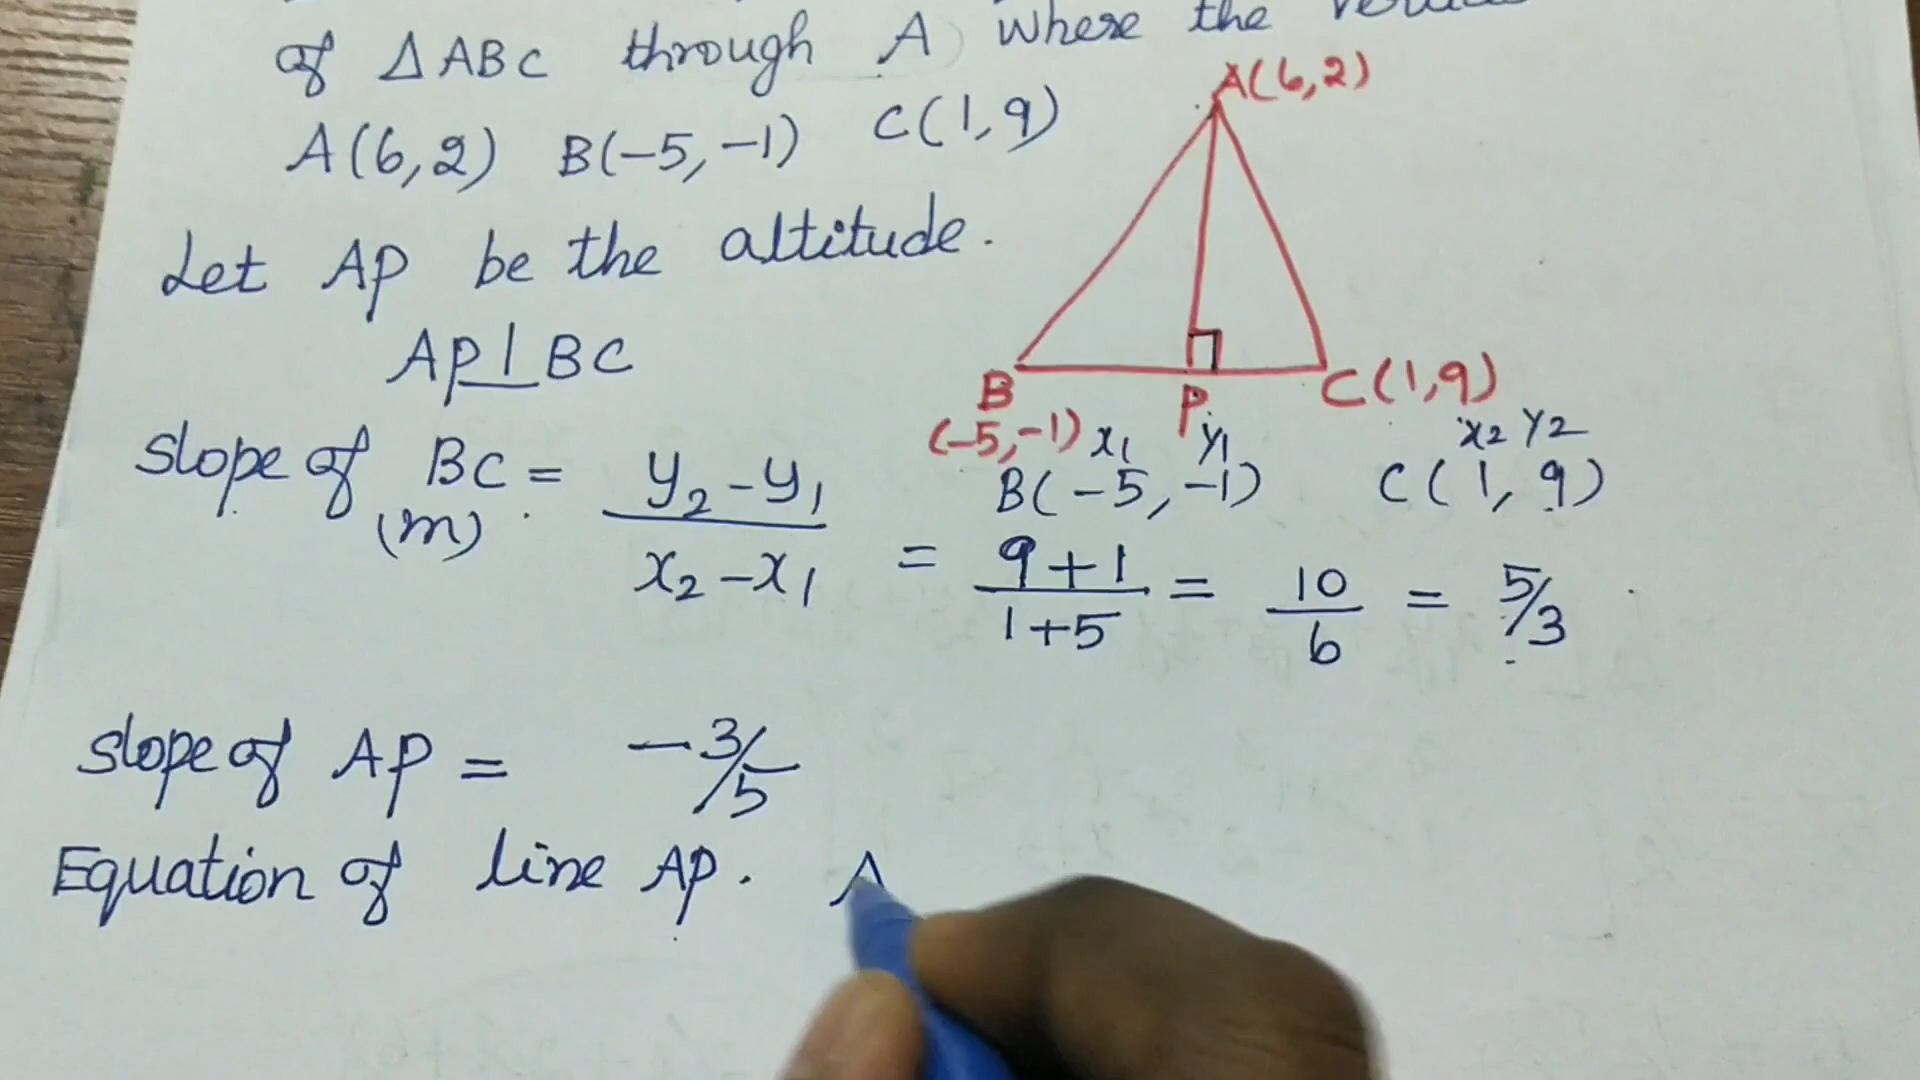 of △ABC through A where the
A(6,2) B(-5,-1) C(1,9)
A(6,2)
Let AP be the altitude.
AP⊥BC
B P C(1,9)
(-5,-1)
x₁ y₁ x₂ y₂
B(-5,-1) C(1,9)
Slope of BC = y₂-y₁ / x₂-x₁ = 9+1 / 1+5 = 10/6 = 5/3
(m)
Slope of AP = -3/5
Equation of line AP. A